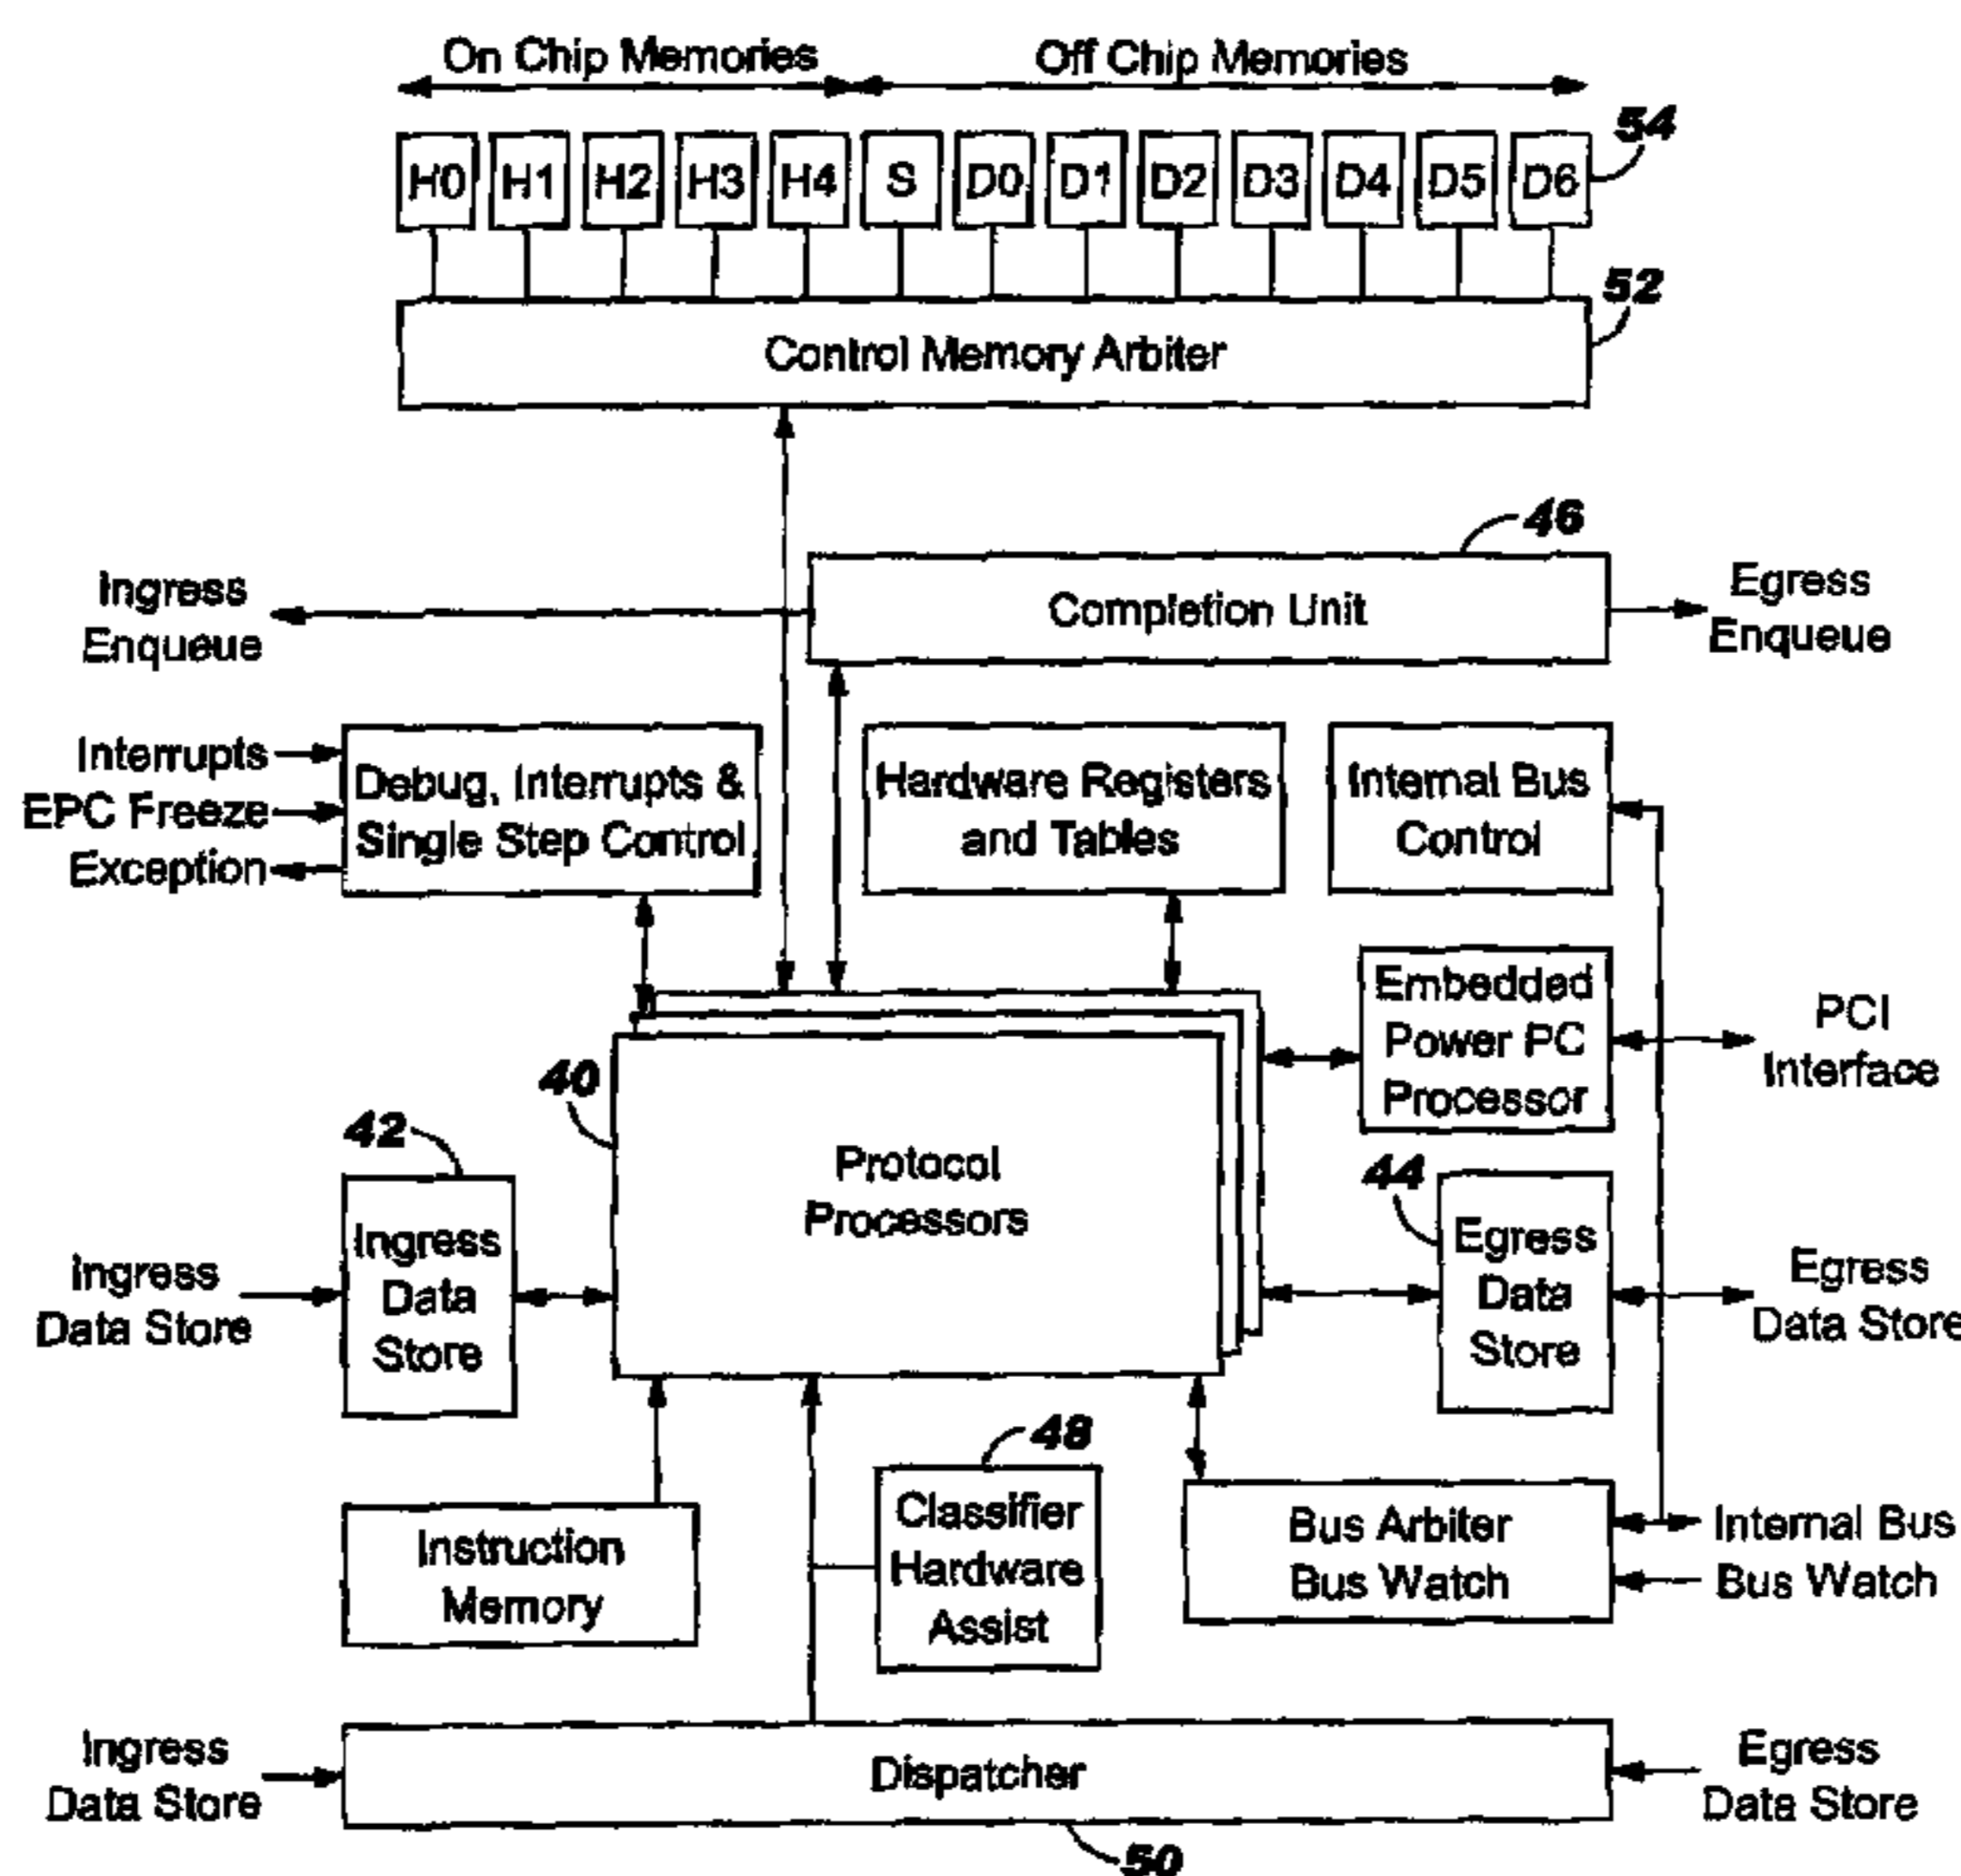 On Chip Memories
Off Chip Memories
54
H0 H1 H2 H3 H4 S D0 D1 D2 D3 D4 D5 D6
52
Control Memory Arbiter
46
Ingress
Enqueue
Completion Unit
Egress
Enqueue
Interrupts
EPC Freeze
Exception
Debug, Interrupts &
Single Step Control
Hardware Registers
and Tables
Internal Bus
Control
Embedded
Power PC
Processor
PCI
Interface
40
Protocol
Processors
42
Ingress
Data Store
Ingress
Data
Store
44
Egress
Data
Store
Egress
Data Store
Instruction
Memory
48
Classifier
Hardware
Assist
Bus Arbiter
Bus Watch
Internal Bus
Bus Watch
Ingress
Data Store
Dispatcher
Egress
Data Store
50